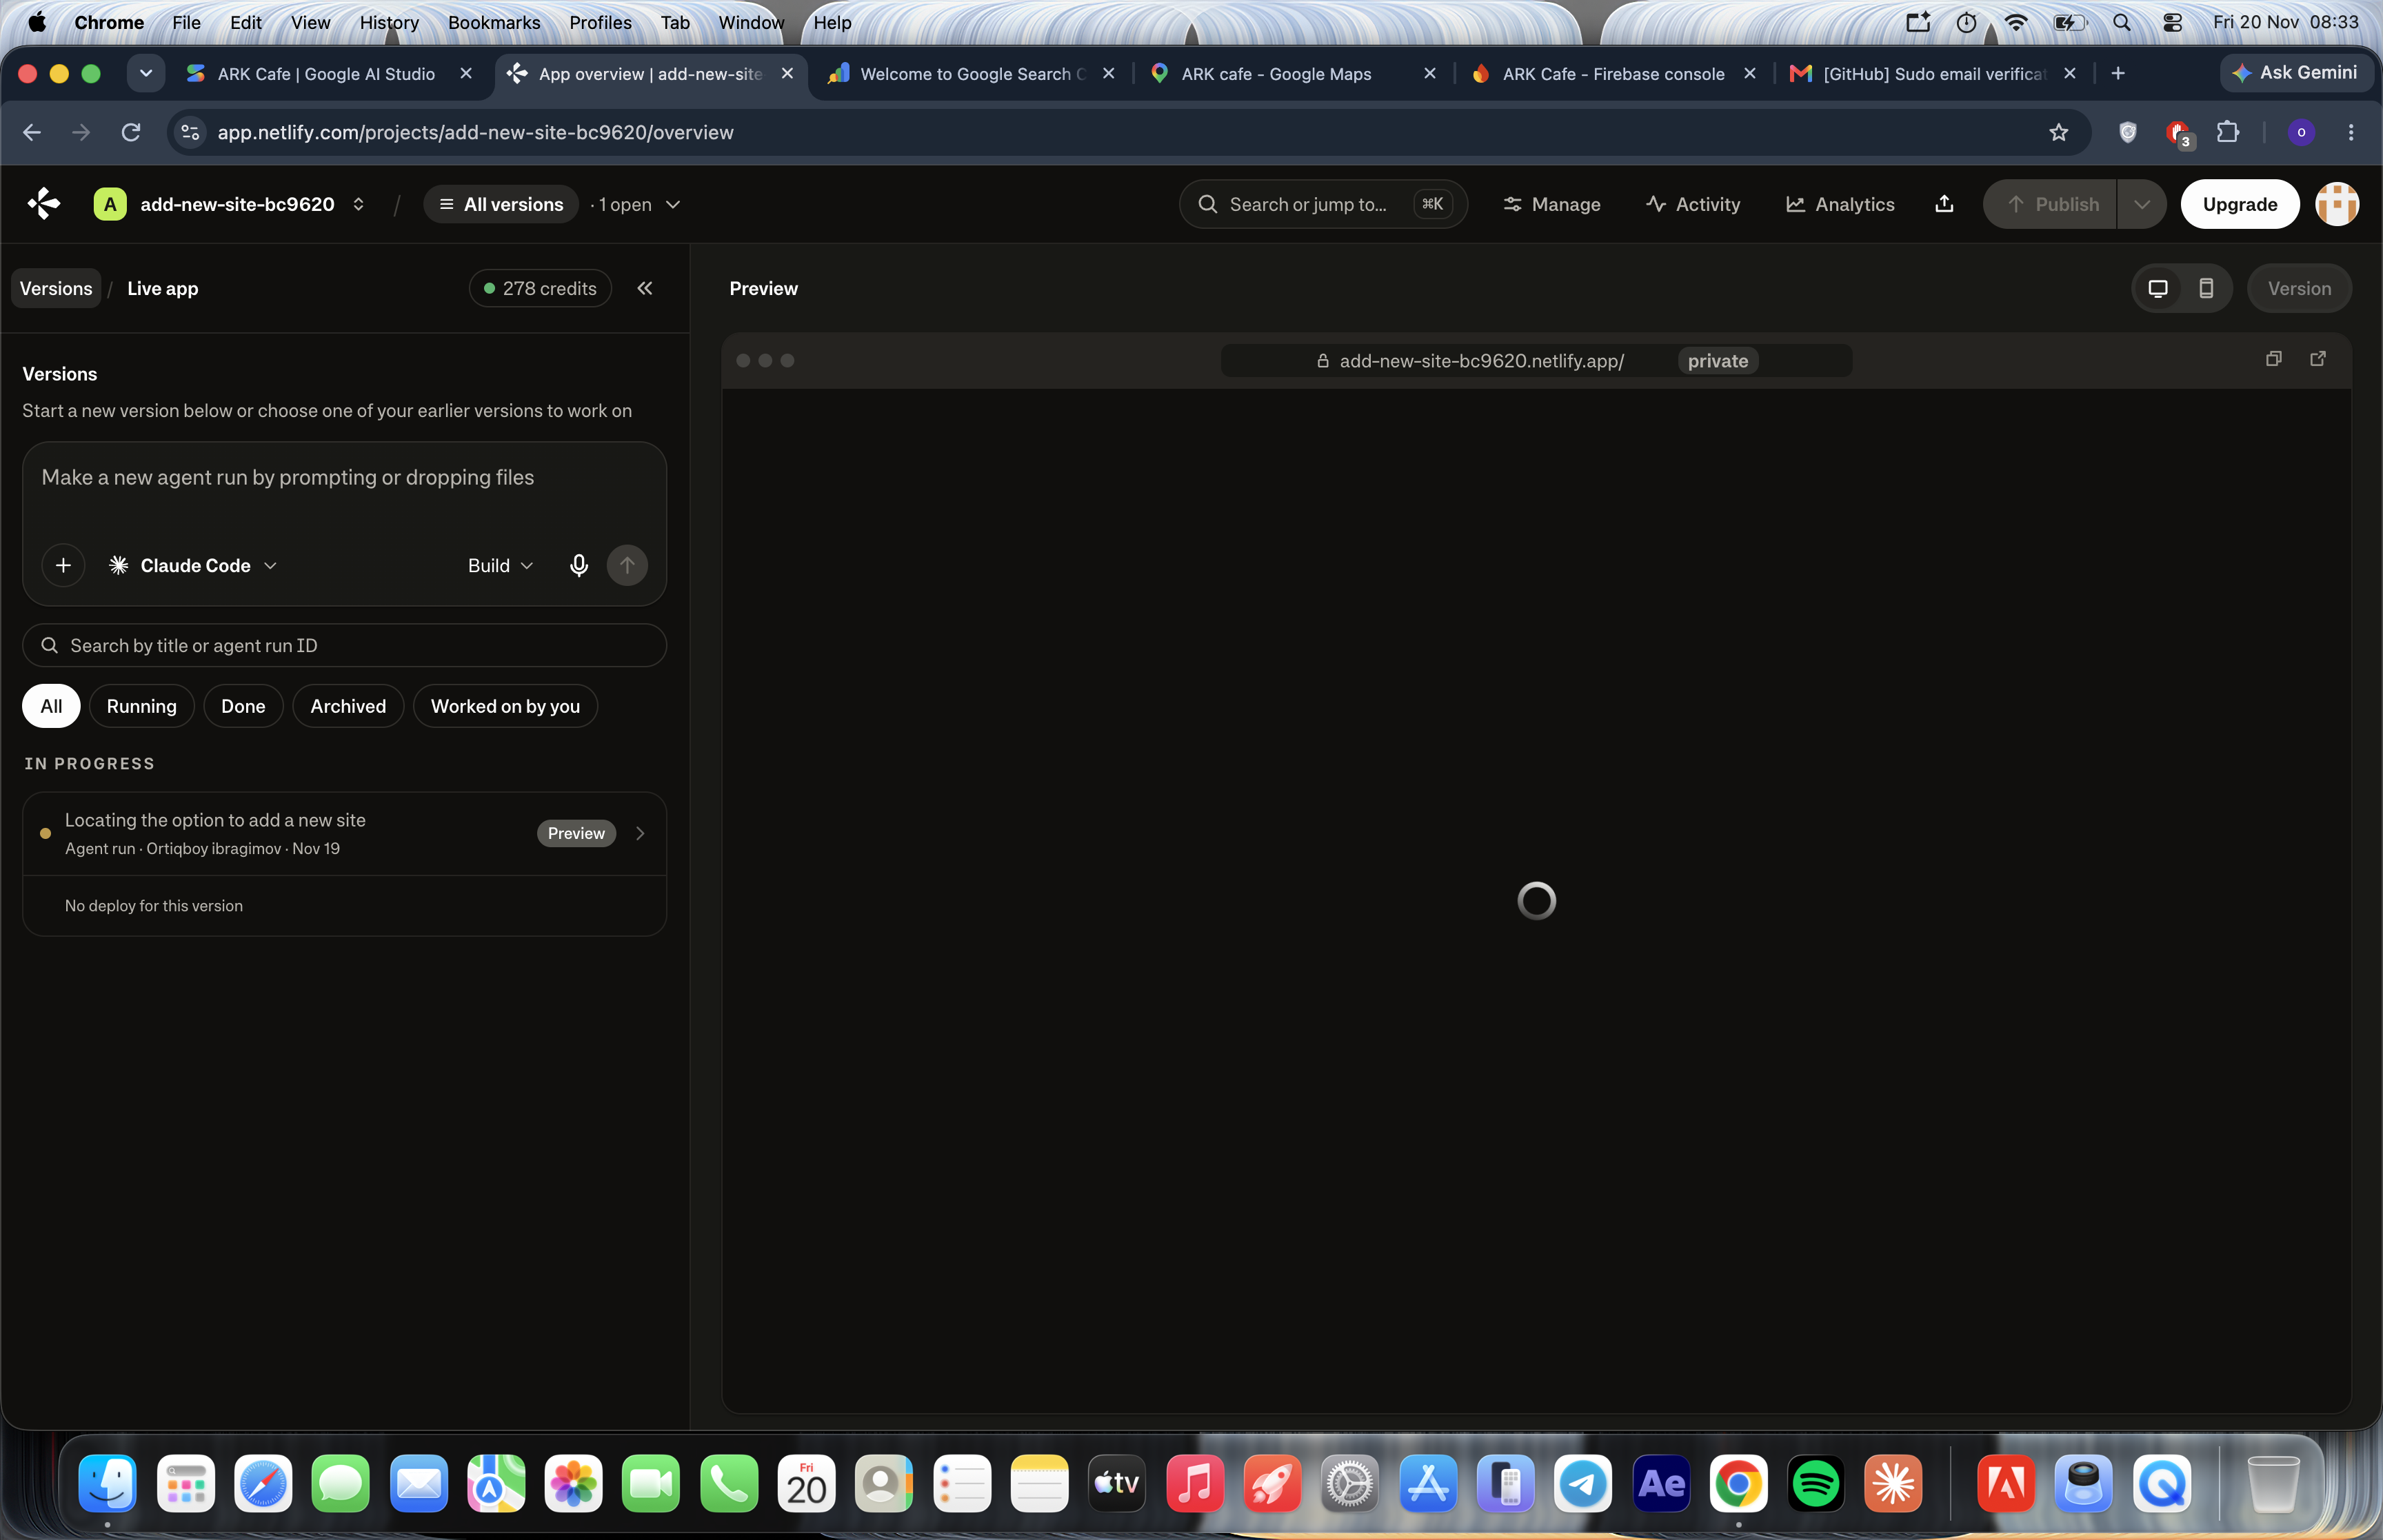 Chrome File Edit View History Bookmarks Profiles Tab Window Help Fri 20 Nov 08:33
ARK Cafe | Google AI Studio App overview | add-new-site Welcome to Google Search C ARK cafe - Google Maps ARK Cafe - Firebase console [GitHub] Sudo email verificat Ask Gemini
app.netlify.com/projects/add-new-site-bc9620/overview 3 o
A add-new-site-bc9620 / All versions · 1 open Search or jump to... ⌘K Manage Activity Analytics Publish Upgrade
Versions / Live app 278 credits
Preview Version
add-new-site-bc9620.netlify.app/ private
Versions
Start a new version below or choose one of your earlier versions to work on
Make a new agent run by prompting or dropping files
Claude Code Build
Search by title or agent run ID
All Running Done Archived Worked on by you
IN PROGRESS
Locating the option to add a new site
Agent run · Ortiqboy ibragimov · Nov 19
Preview
No deploy for this version
Fri
20
tv
Ae